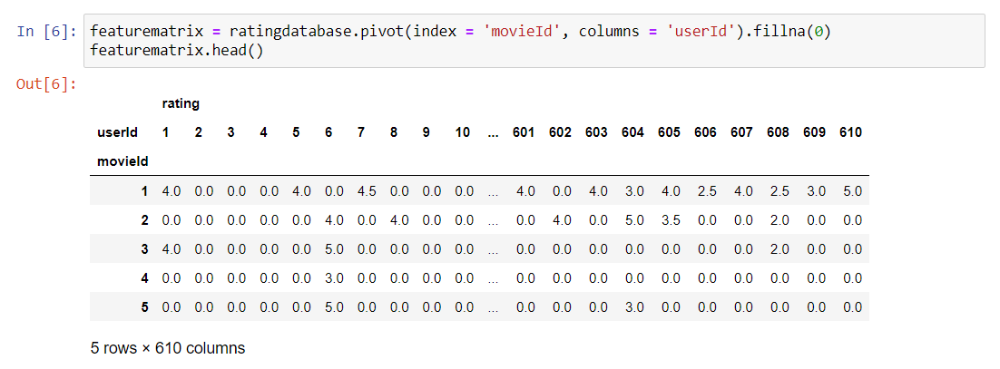 In [6]: featurematrix = ratingdatabase.pivot(index = 'movieId', columns = 'userId').fillna(0)
featurematrix.head()
Out[6]:
rating
userId 1 2 3 4 5 6 7 8 9 10 ... 601 602 603 604 605 606 607 608 609 610
movieId
1 4.0 0.0 0.0 0.0 4.0 0.0 4.5 0.0 0.0 0.0 ... 4.0 0.0 4.0 3.0 4.0 2.5 4.0 2.5 3.0 5.0
2 0.0 0.0 0.0 0.0 0.0 4.0 0.0 4.0 0.0 0.0 ... 0.0 4.0 0.0 5.0 3.5 0.0 0.0 2.0 0.0 0.0
3 4.0 0.0 0.0 0.0 0.0 5.0 0.0 0.0 0.0 0.0 ... 0.0 0.0 0.0 0.0 0.0 0.0 0.0 2.0 0.0 0.0
4 0.0 0.0 0.0 0.0 0.0 3.0 0.0 0.0 0.0 0.0 ... 0.0 0.0 0.0 0.0 0.0 0.0 0.0 0.0 0.0 0.0
5 0.0 0.0 0.0 0.0 0.0 5.0 0.0 0.0 0.0 0.0 ... 0.0 0.0 0.0 3.0 0.0 0.0 0.0 0.0 0.0 0.0
5 rows × 610 columns